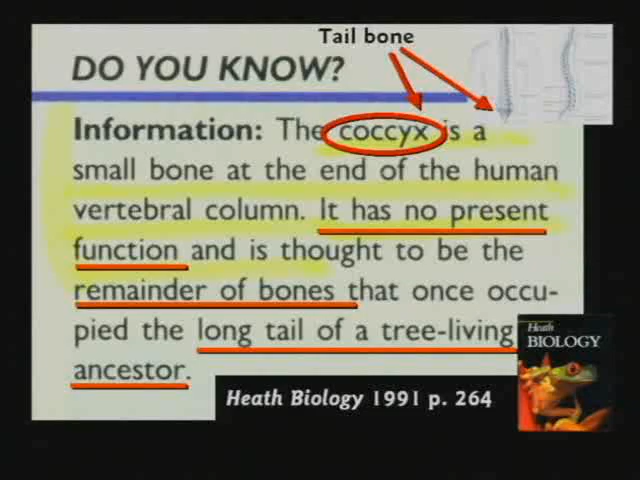 Tail bone
DO YOU KNOW?
Information: The coccyx is a
small bone at the end of the human
vertebral column. It has no present
function and is thought to be the
remainder of bones that once occu-
pied the long tail of a tree-living
ancestor.
Heath
BIOLOGY
Heath Biology 1991 p. 264